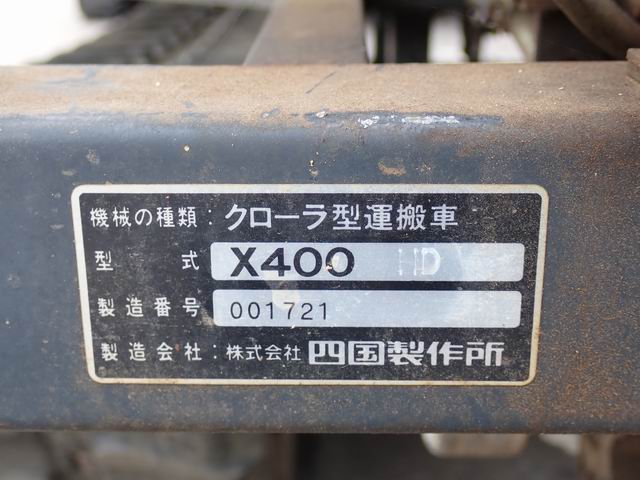 機械の種類：クローラ型運搬車
型式 X400 HD
製造番号 001721
製造会社：株式会社 四国製作所